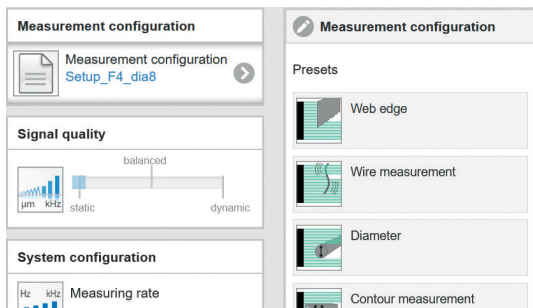 Measurement configuration
Measurement configuration
Setup_F4_dia8
Signal quality
balanced
µm kHz
static
dynamic
System configuration
Hz kHz
Measuring rate
Measurement configuration
Presets
Web edge
Wire measurement
Diameter
Contour measurement